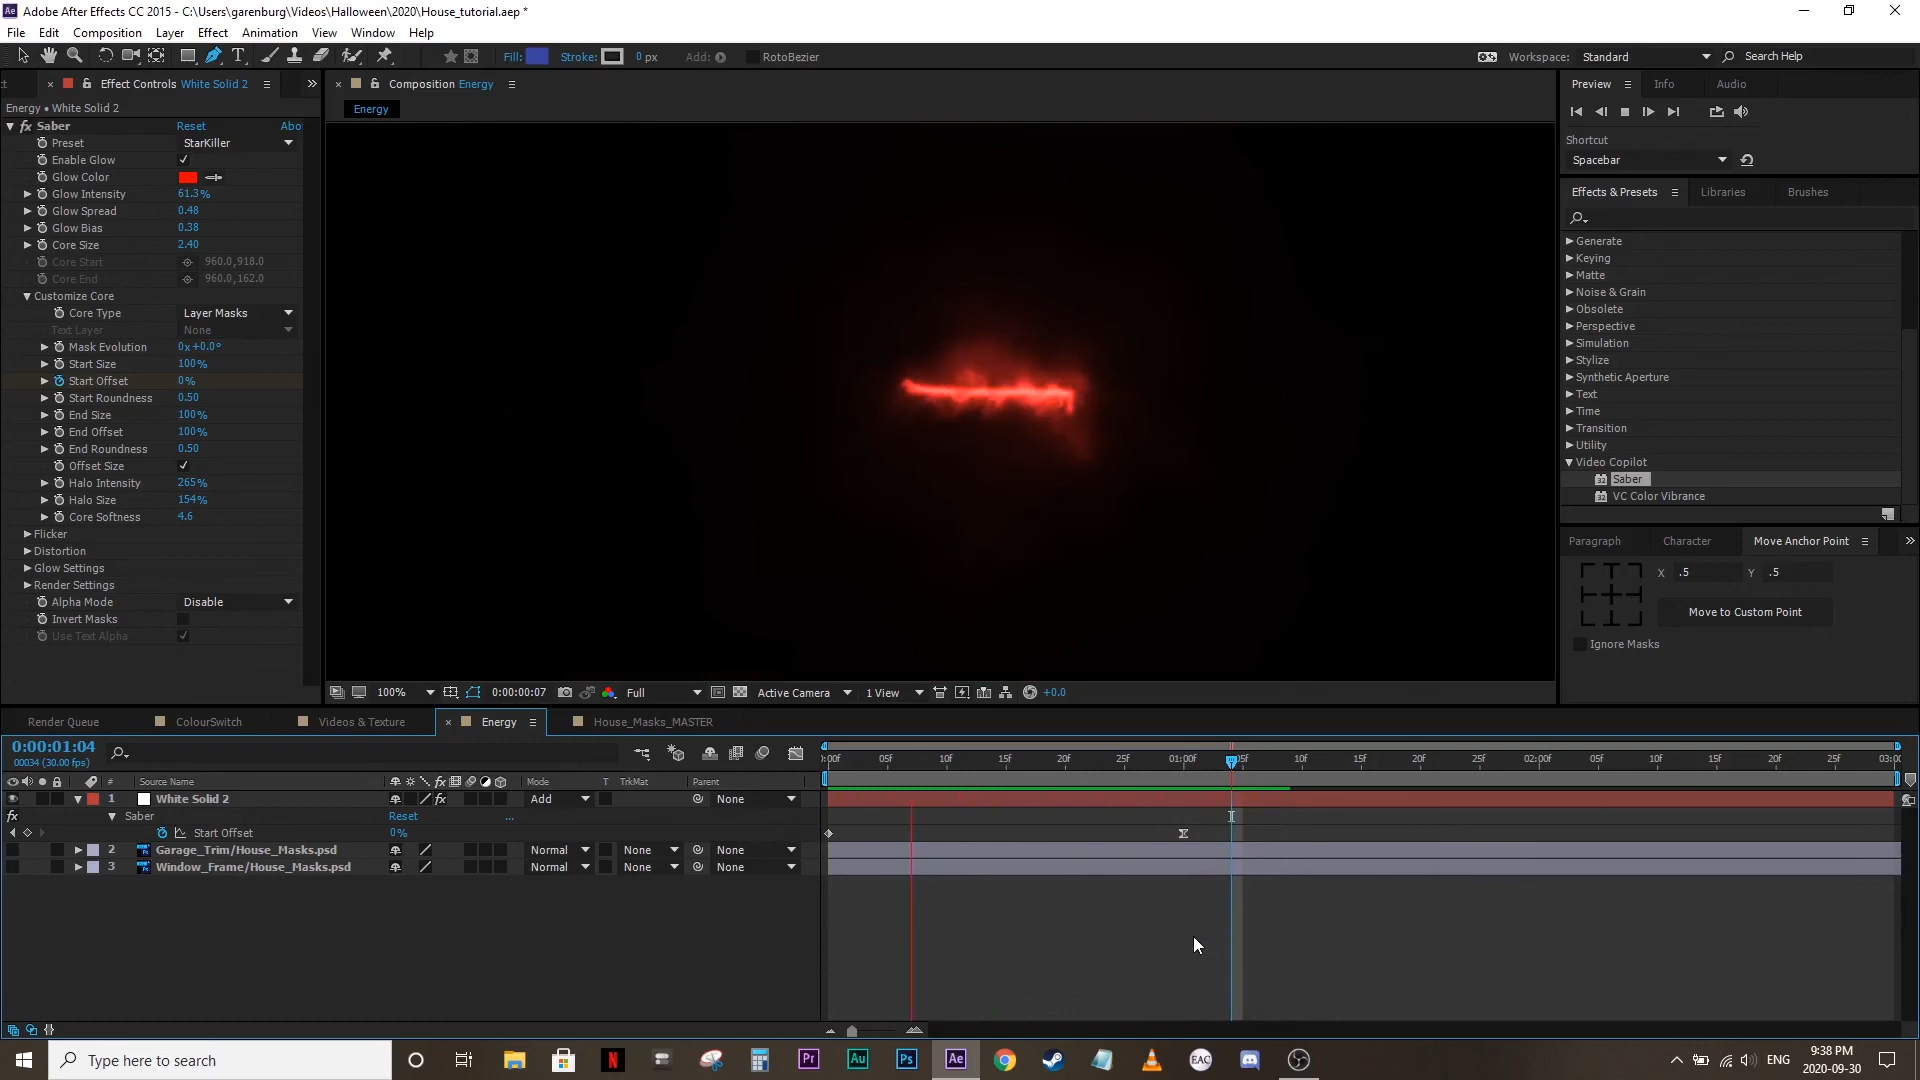 Ae Adobe After Effects CC 2015 - C:\Users\garenburg\Videos\Halloween\2020\House_tutorial.aep *
File Edit Composition Layer Effect Animation View Window Help
T Fill: Stroke: 0 px Add: RotoBezier Workspace: Standard Search Help
Effect Controls White Solid 2
Energy • White Solid 2
fx Saber Reset Abo
Preset StarKiller
Enable Glow
Glow Color
Glow Intensity 61.3%
Glow Spread 0.48
Glow Bias 0.38
Core Size 2.40
Core Start 960.0,918.0
Core End 960.0,162.0
Customize Core
Core Type Layer Masks
Text Layer None
Mask Evolution 0x+0.0°
Start Size 100%
Start Offset 0%
Start Roundness 0.50
End Size 100%
End Offset 100%
End Roundness 0.50
Offset Size
Halo Intensity 265%
Halo Size 154%
Core Softness 4.6
Flicker
Distortion
Glow Settings
Render Settings
Alpha Mode Disable
Invert Masks
Use Text Alpha
Composition Energy
Energy
100% 0:00:00:07 Full Active Camera 1 View +0.0
Preview Info Audio
Shortcut
Spacebar
Effects & Presets Libraries Brushes
Generate
Keying
Matte
Noise & Grain
Obsolete
Perspective
Simulation
Stylize
Synthetic Aperture
Text
Time
Transition
Utility
Video Copilot
32 Saber
32 VC Color Vibrance
Paragraph Character Move Anchor Point
X .5 Y .5
Move to Custom Point
Ignore Masks
Render Queue ColourSwitch Videos & Texture Energy House_Masks_MASTER
0:00:01:04
00034 (30.00 fps)
:00f 05f 10f 15f 20f 25f 01:00f 05f 10f 15f 20f 25f 02:00f 05f 10f 15f 20f 25f 03:00
# Source Name fx Mode T TrkMat Parent
1 White Solid 2 fx Add None
fx Saber Reset ...
Start Offset 0%
2 Garage_Trim/House_Masks.psd Normal None None
3 Window_Frame/House_Masks.psd Normal None None
Type here to search N Pr Au Ps Ae EAC ENG 9:38 PM
2020-09-30